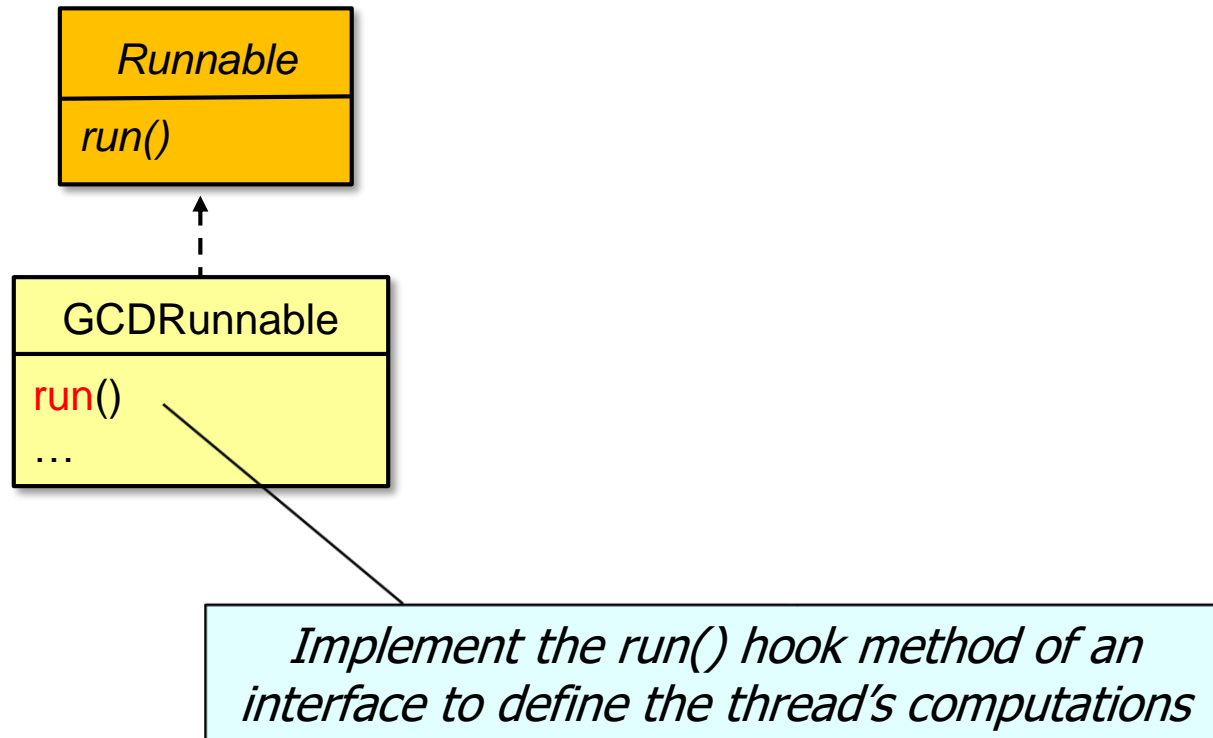 Runnable
run()
GCDRunnable
run()
…
Implement the run() hook method of an
interface to define the thread’s computations